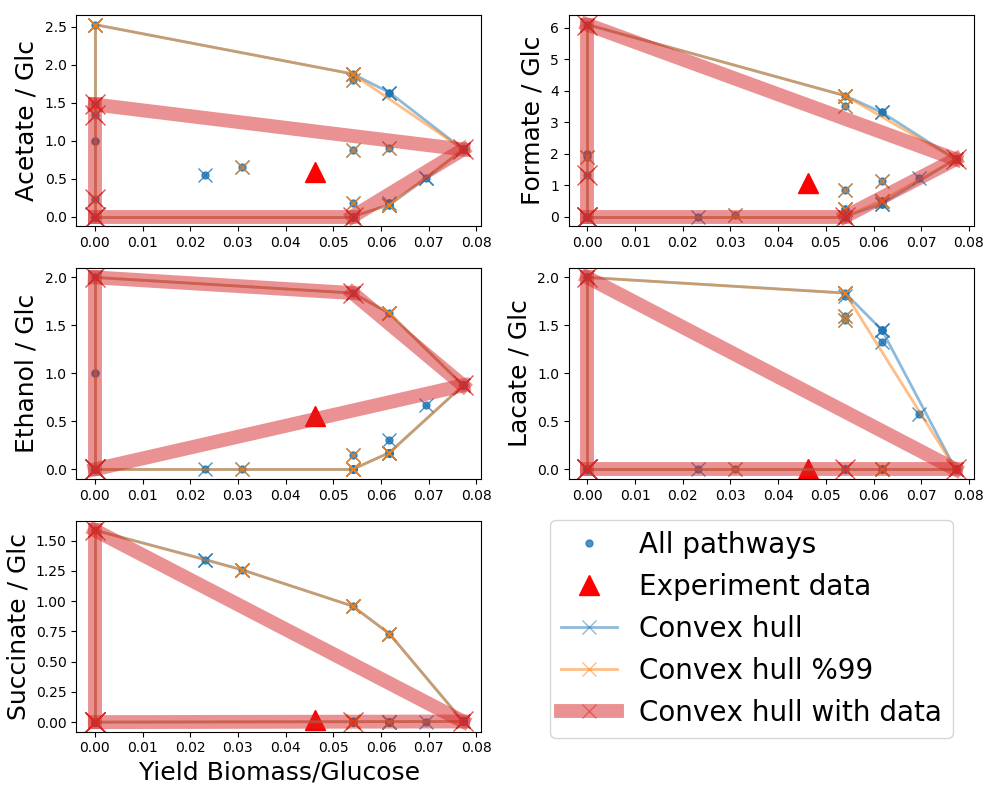 Acetate / Glc
2.5
2.0
1.5
1.0
0.5
0.0
0.00 0.01 0.02 0.03 0.04 0.05 0.06 0.07 0.08
Formate / Glc
6
5
4
3
2
1
0
0.00 0.01 0.02 0.03 0.04 0.05 0.06 0.07 0.08
Ethanol / Glc
2.0
1.5
1.0
0.5
0.0
0.00 0.01 0.02 0.03 0.04 0.05 0.06 0.07 0.08
Lacate / Glc
2.0
1.5
1.0
0.5
0.0
0.00 0.01 0.02 0.03 0.04 0.05 0.06 0.07 0.08
Succinate / Glc
1.50
1.25
1.00
0.75
0.50
0.25
0.00
0.00 0.01 0.02 0.03 0.04 0.05 0.06 0.07 0.08
Yield Biomass/Glucose
All pathways
Experiment data
Convex hull
Convex hull %99
Convex hull with data